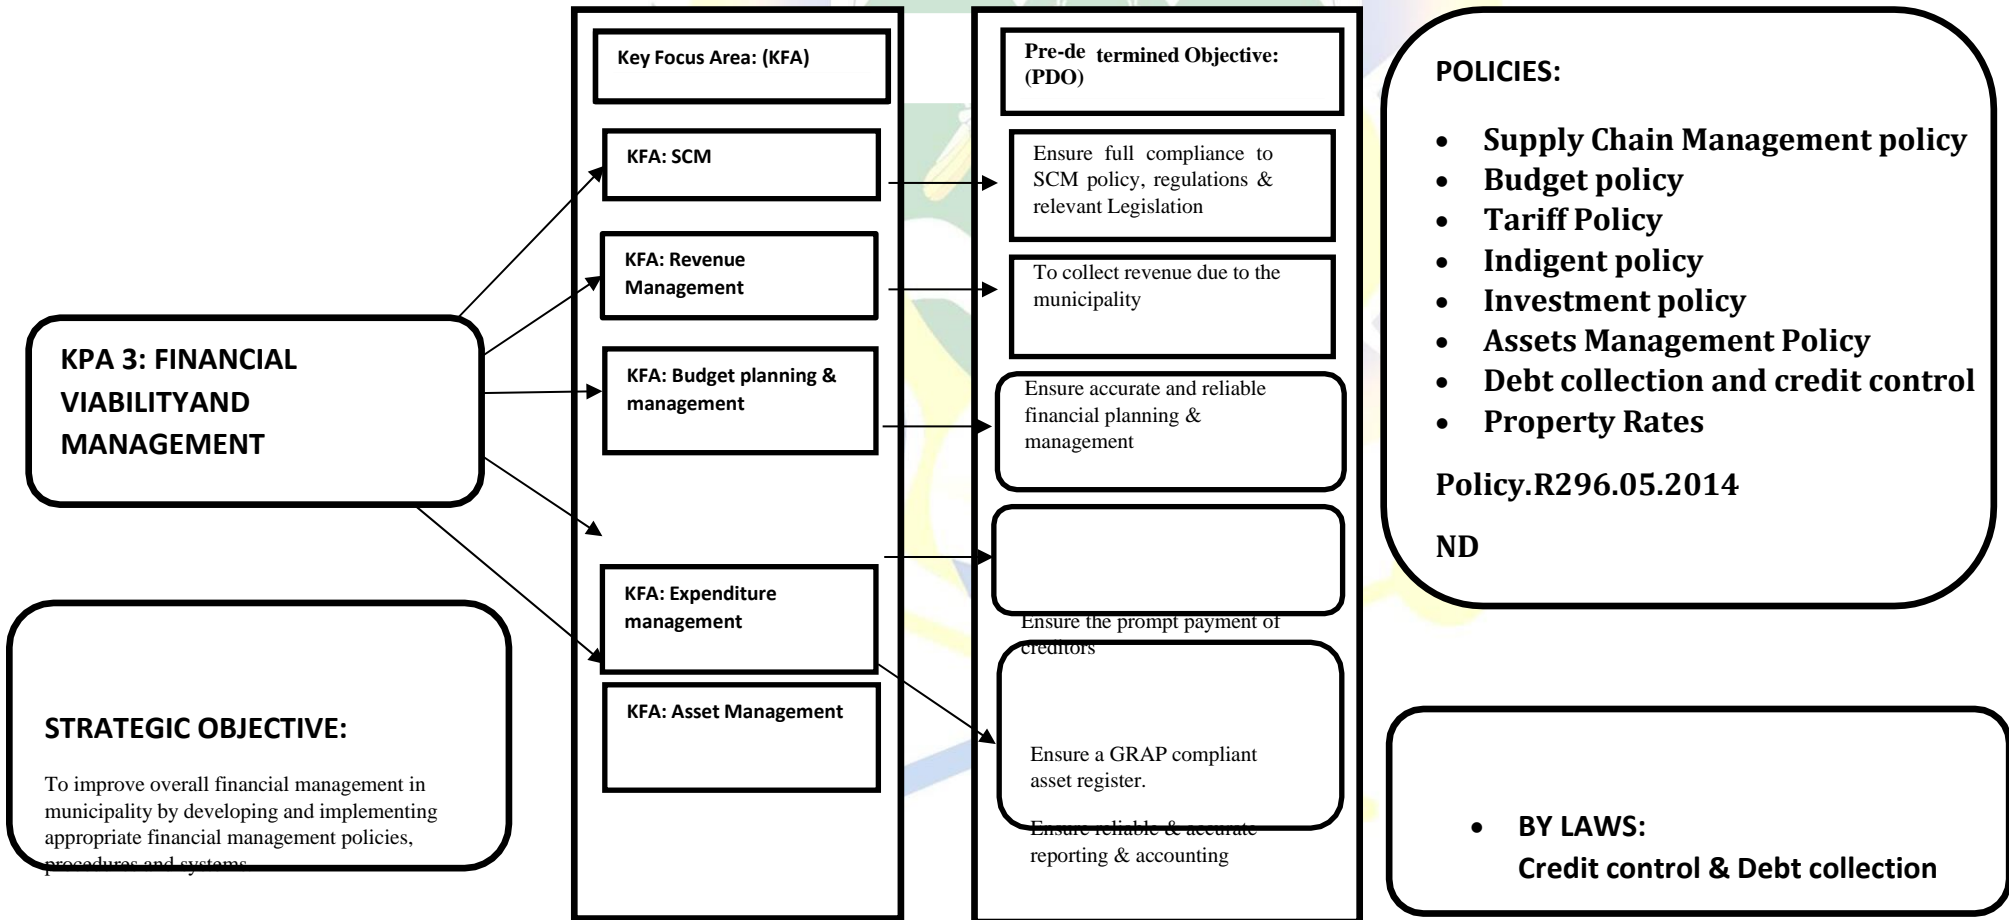 KPA 3: FINANCIAL
VIABILITYAND
MANAGEMENT
STRATEGIC OBJECTIVE:
To improve overall financial management in
municipality by developing and implementing
appropriate financial management policies,
procedures and systems
Key Focus Area: (KFA)
KFA: SCM
KFA: Revenue
Management
KFA: Budget planning &
management
KFA: Expenditure
management
KFA: Asset Management
Pre-de termined Objective:
(PDO)
Ensure full compliance to
SCM policy, regulations &
relevant Legislation
To collect revenue due to the
municipality
Ensure accurate and reliable
financial planning &
management
Ensure the prompt payment of
creditors
Ensure a GRAP compliant
asset register.
Ensure reliable & accurate
reporting & accounting
POLICIES:
• Supply Chain Management policy
• Budget policy
• Tariff Policy
• Indigent policy
• Investment policy
• Assets Management Policy
• Debt collection and credit control
• Property Rates
Policy.R296.05.2014
ND
• BY LAWS:
Credit control & Debt collection